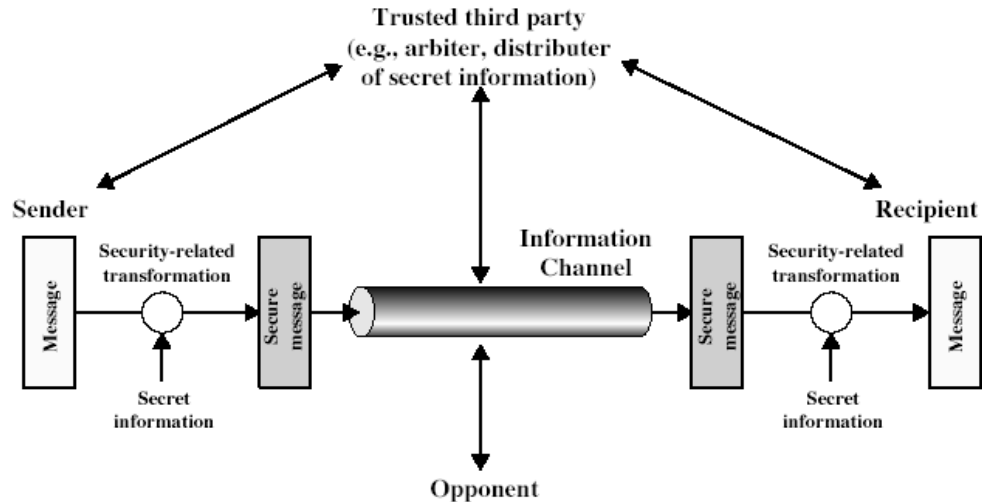 Trusted third party
(e.g., arbiter, distributer
of secret information)
Sender
Recipient
Message
Security-related
transformation
Secret
information
Secure
message
Information
Channel
Secure
message
Security-related
transformation
Secret
information
Message
Opponent